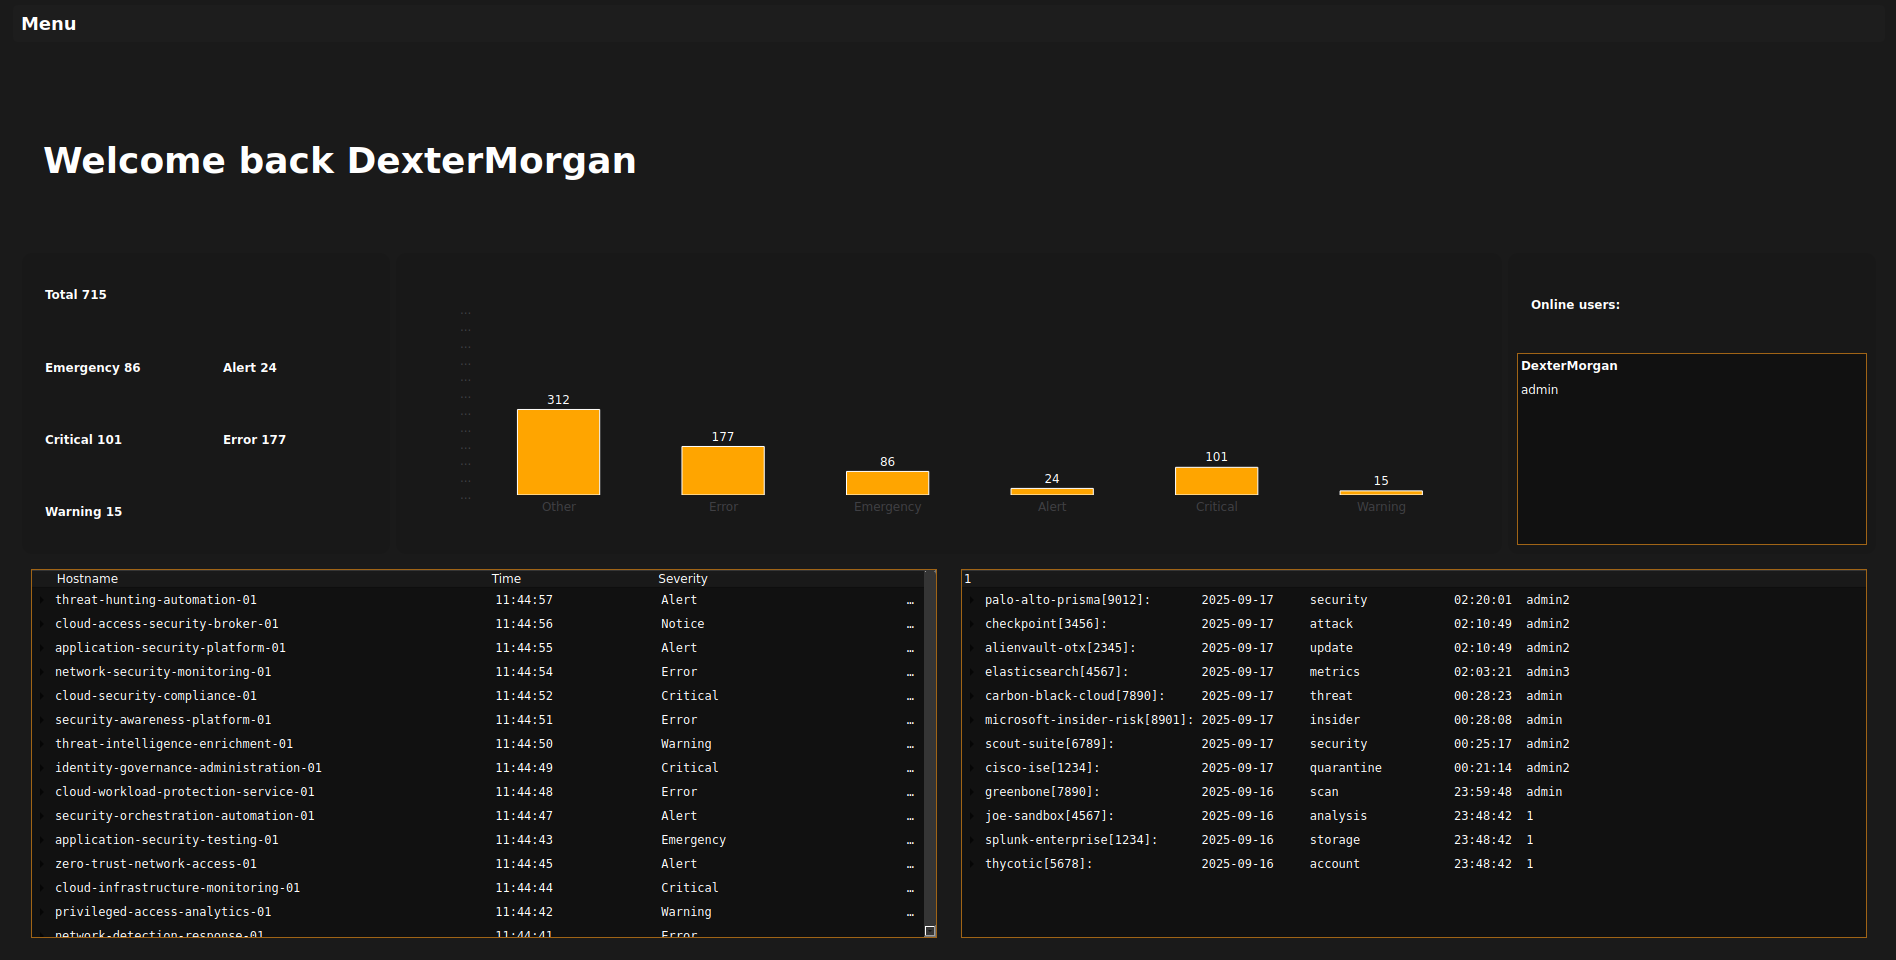 Menu
Welcome back DexterMorgan
Total 715
Emergency 86 Alert 24
Critical 101 Error 177
Warning 15
...
...
...
...
...
...
...
...
...
...
...
...
312 177 86 24 101 15
Other Error Emergency Alert Critical Warning
Online users:
DexterMorgan
admin
Hostname Time Severity
threat-hunting-automation-01 11:44:57 Alert ...
cloud-access-security-broker-01 11:44:56 Notice ...
application-security-platform-01 11:44:55 Alert ...
network-security-monitoring-01 11:44:54 Error ...
cloud-security-compliance-01 11:44:52 Critical ...
security-awareness-platform-01 11:44:51 Error ...
threat-intelligence-enrichment-01 11:44:50 Warning ...
identity-governance-administration-01 11:44:49 Critical ...
cloud-workload-protection-service-01 11:44:48 Error ...
security-orchestration-automation-01 11:44:47 Alert ...
application-security-testing-01 11:44:43 Emergency ...
zero-trust-network-access-01 11:44:45 Alert ...
cloud-infrastructure-monitoring-01 11:44:44 Critical ...
privileged-access-analytics-01 11:44:42 Warning ...
network-detection-response-01 11:44:41 Error
1
palo-alto-prisma[9012]: 2025-09-17 security 02:20:01 admin2
checkpoint[3456]: 2025-09-17 attack 02:10:49 admin2
alienvault-otx[2345]: 2025-09-17 update 02:10:49 admin2
elasticsearch[4567]: 2025-09-17 metrics 02:03:21 admin3
carbon-black-cloud[7890]: 2025-09-17 threat 00:28:23 admin
microsoft-insider-risk[8901]: 2025-09-17 insider 00:28:08 admin
scout-suite[6789]: 2025-09-17 security 00:25:17 admin2
cisco-ise[1234]: 2025-09-17 quarantine 00:21:14 admin2
greenbone[7890]: 2025-09-16 scan 23:59:48 admin
joe-sandbox[4567]: 2025-09-16 analysis 23:48:42 1
splunk-enterprise[1234]: 2025-09-16 storage 23:48:42 1
thycotic[5678]: 2025-09-16 account 23:48:42 1